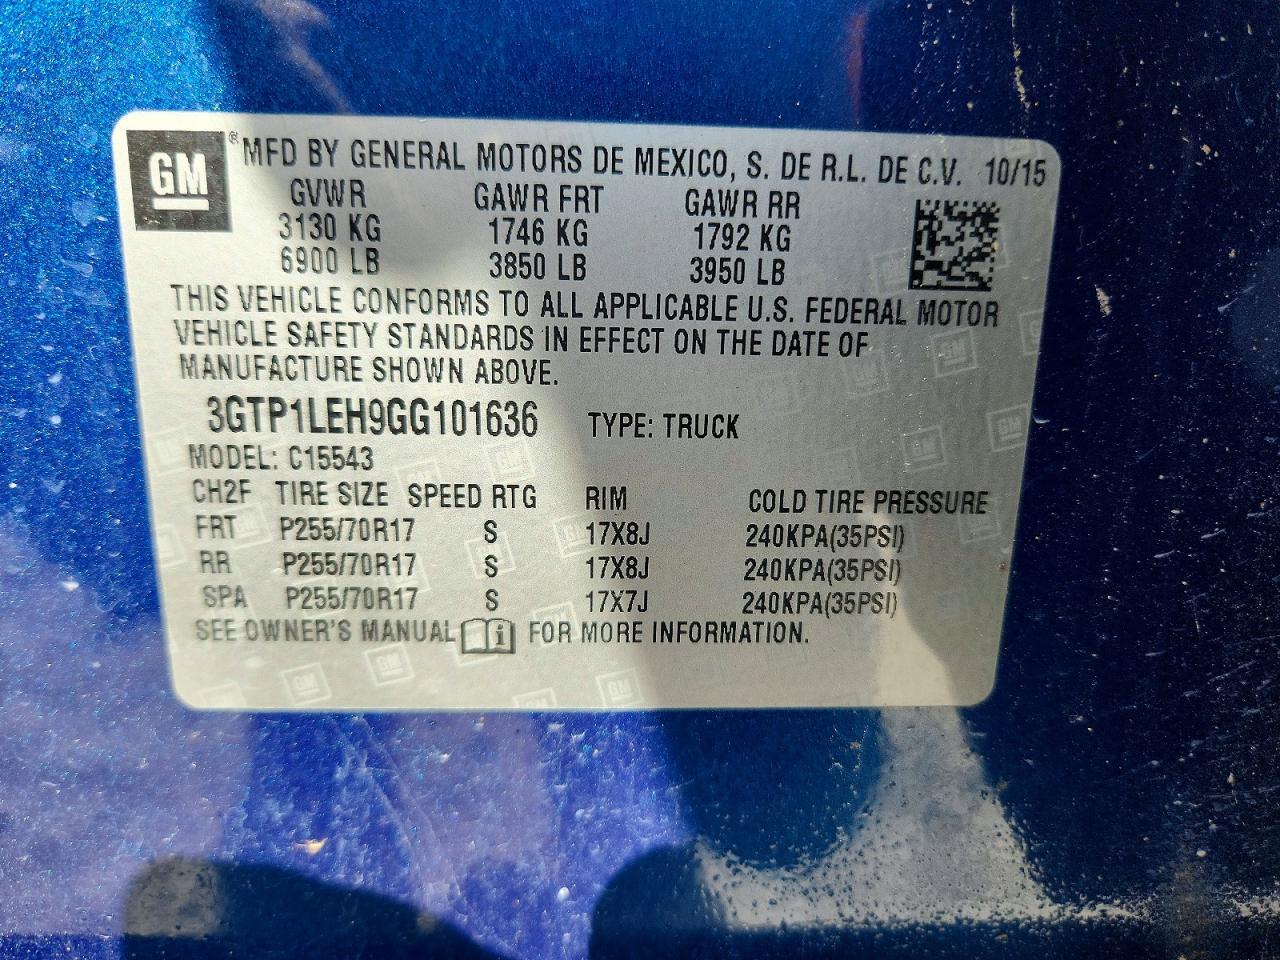 GM ® MFD BY GENERAL MOTORS DE MEXICO, S. DE R.L. DE C.V. 10/15
GVWR GAWR FRT GAWR RR
3130 KG 1746 KG 1792 KG
6900 LB 3850 LB 3950 LB
THIS VEHICLE CONFORMS TO ALL APPLICABLE U.S. FEDERAL MOTOR
VEHICLE SAFETY STANDARDS IN EFFECT ON THE DATE OF
MANUFACTURE SHOWN ABOVE.
3GTP1LEH9GG101636 TYPE: TRUCK
MODEL: C15543
CH2F TIRE SIZE SPEED RTG RIM COLD TIRE PRESSURE
FRT P255/70R17 S 17X8J 240KPA(35PSI)
RR P255/70R17 S 17X8J 240KPA(35PSI)
SPA P255/70R17 S 17X7J 240KPA(35PSI)
SEE OWNER'S MANUAL i FOR MORE INFORMATION.